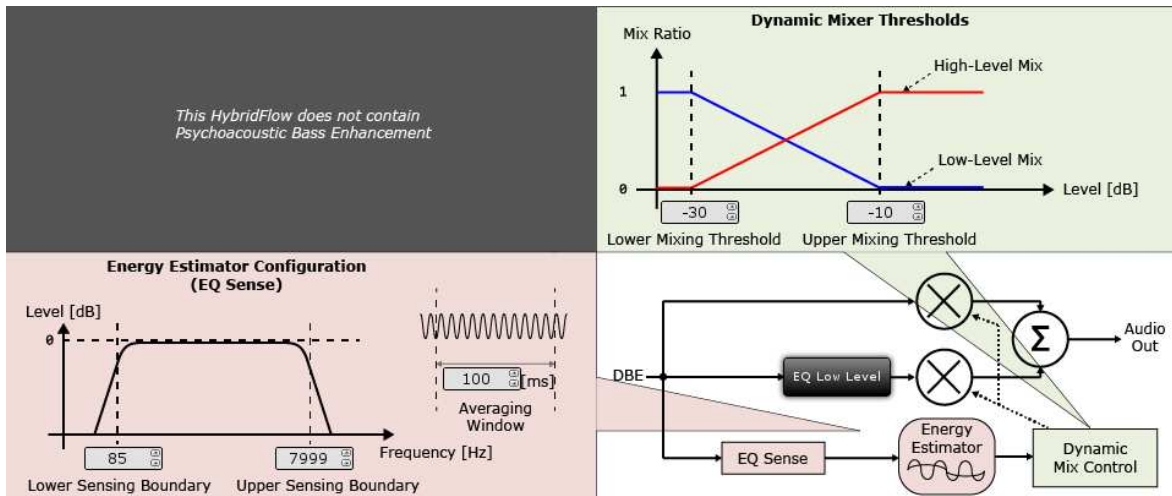 This HybridFlow does not contain
Psychoacoustic Bass Enhancement
Dynamic Mixer Thresholds
Mix Ratio
High-Level Mix
1
Low-Level Mix
0
Level [dB]
-30
-10
Lower Mixing Threshold
Upper Mixing Threshold
Energy Estimator Configuration
(EQ Sense)
Level [dB]
0
100
[ms]
Averaging
Window
Frequency [Hz]
85
7999
Lower Sensing Boundary
Upper Sensing Boundary
Σ
Audio
Out
DBE
EQ Low Level
EQ Sense
Energy
Estimator
Dynamic
Mix Control